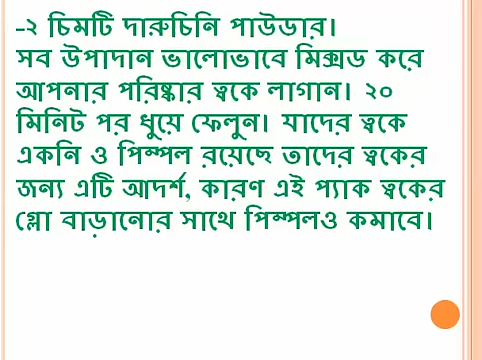 -২ চিমটি দারুচিনি পাউডার।
সব উপাদান ভালোভাবে মিক্সড করে
আপনার পরিষ্কার ত্বকে লাগান। ২০
মিনিট পর ধুয়ে ফেলুন। যাদের ত্বকে
একনি ও পিম্পল রয়েছে তাদের ত্বকের
জন্য এটি আদর্শ, কারণ এই প্যাক ত্বকের
গ্লো বাড়ানোর সাথে পিম্পলও কমাবে।